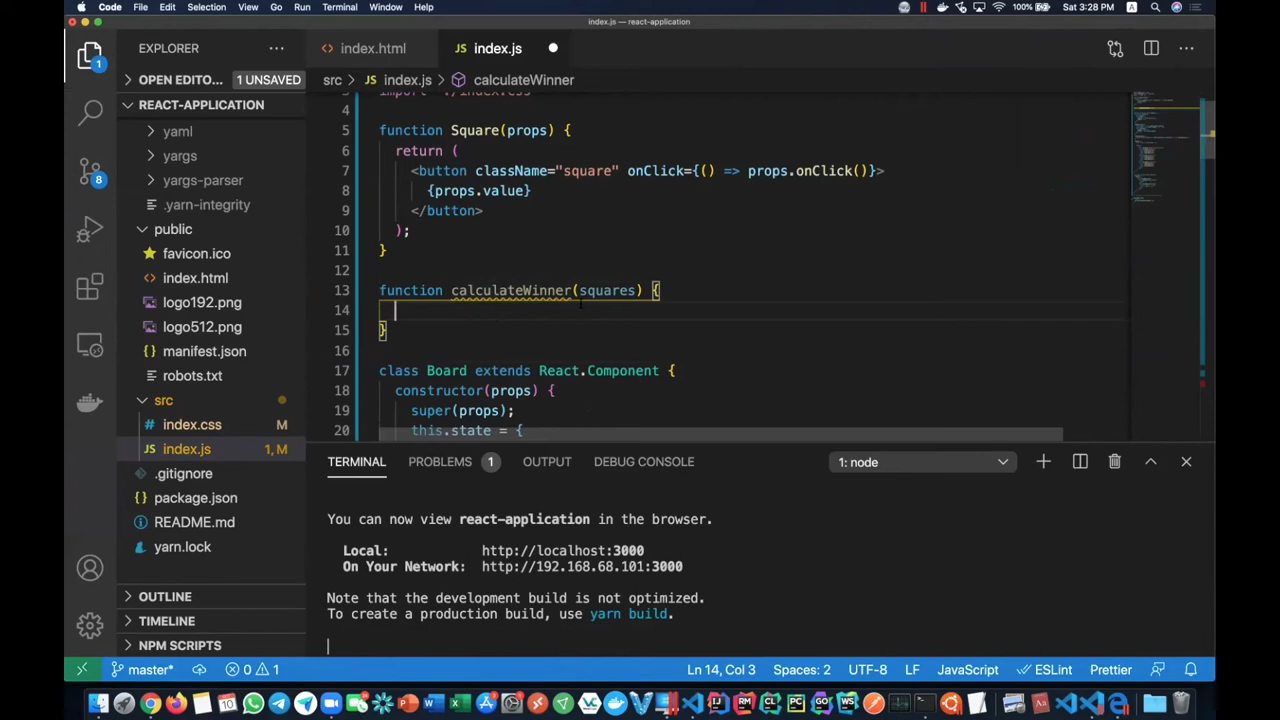 Code File Edit Selection View Go Run Terminal Window Help 100% A Sat 3:28 PM
index.js — react-application
EXPLORER
1
OPEN EDITO... 1 UNSAVED
REACT-APPLICATION
yaml
yargs
8
yargs-parser
.yarn-integrity
public
favicon.ico
index.html
logo192.png
logo512.png
manifest.json
robots.txt
src
index.css M
index.js 1, M
.gitignore
package.json
README.md
yarn.lock
OUTLINE
TIMELINE
NPM SCRIPTS
index.html JS index.js
src > JS index.js > calculateWinner
3 import './index.css'
4
5 function Square(props) {
6 return (
7 <button className="square" onClick={() => props.onClick()}>
8 {props.value}
9 </button>
10 );
11 }
12
13 function calculateWinner(squares) {
14
15 }
16
17 class Board extends React.Component {
18 constructor(props) {
19 super(props);
20 this.state = {
TERMINAL PROBLEMS 1 OUTPUT DEBUG CONSOLE 1: node
You can now view react-application in the browser.
Local: http://localhost:3000
On Your Network: http://192.168.68.101:3000
Note that the development build is not optimized.
To create a production build, use yarn build.
master* 0 1 Ln 14, Col 3 Spaces: 2 UTF-8 LF JavaScript ESLint Prettier